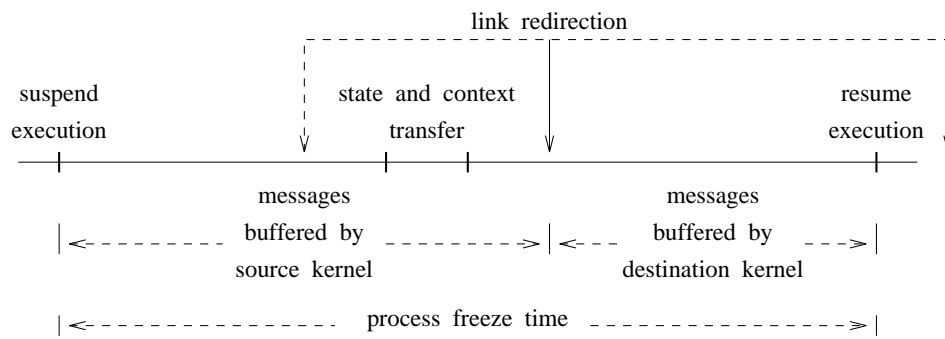 link redirection
suspend
execution
state and context
transfer
resume
execution
messages
buffered by
source kernel
messages
buffered by
destination kernel
process freeze time